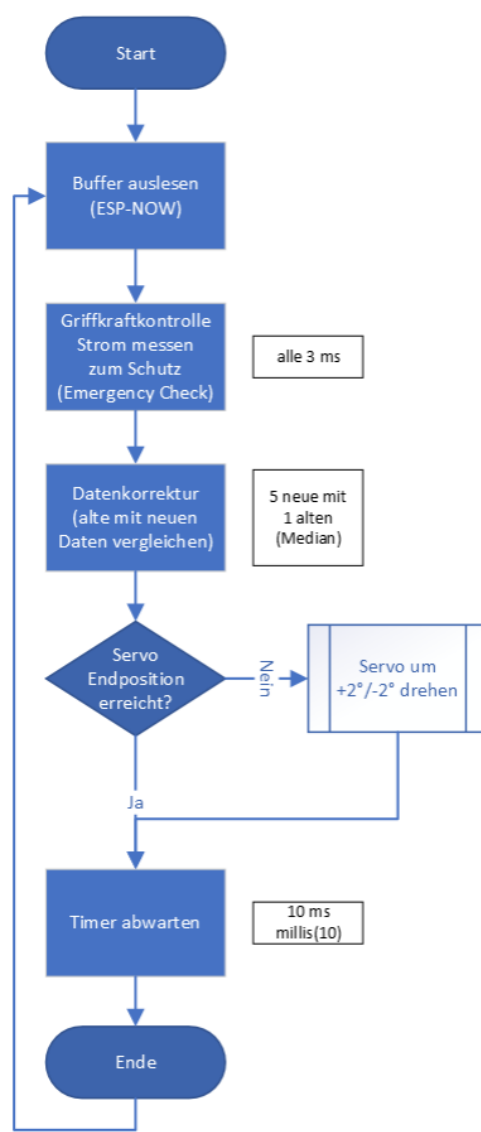 Start
Buffer auslesen
(ESP-NOW)
Griffkraftkontrolle
Strom messen
zum Schutz
(Emergency Check)
alle 3 ms
Datenkorrektur
(alte mit neuen
Daten vergleichen)
5 neue mit
1 alten
(Median)
Servo
Endposition
erreicht?
Nein
Servo um
+2°/-2° drehen
Ja
Timer abwarten
10 ms
millis(10)
Ende